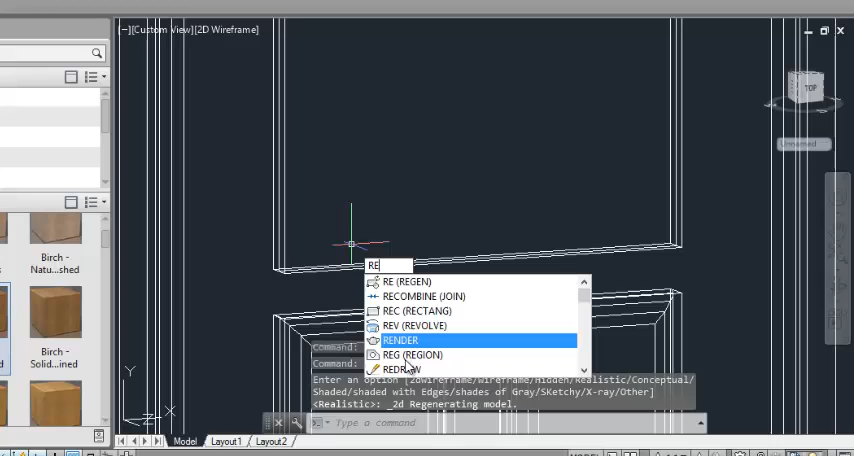 [−][Custom View][2D Wireframe]
TOP
Unnamed
Birch -
Natu...shed
Birch -
Solid...ined
RE
RE (REGEN)
RECOMBINE (JOIN)
REC (RECTANG)
REV (REVOLVE)
RENDER
REG (REGION)
REDRAW
Command:
Command:
Enter an option [2dwireframe/Wireframe/Hidden/Realistic/Conceptual/
Shaded/shaded with Edges/shades of Gray/SKetchy/X-ray/Other]
<Realistic>: _2d Regenerating model.
Type a command
Y
Z
X
Model
Layout1
Layout2